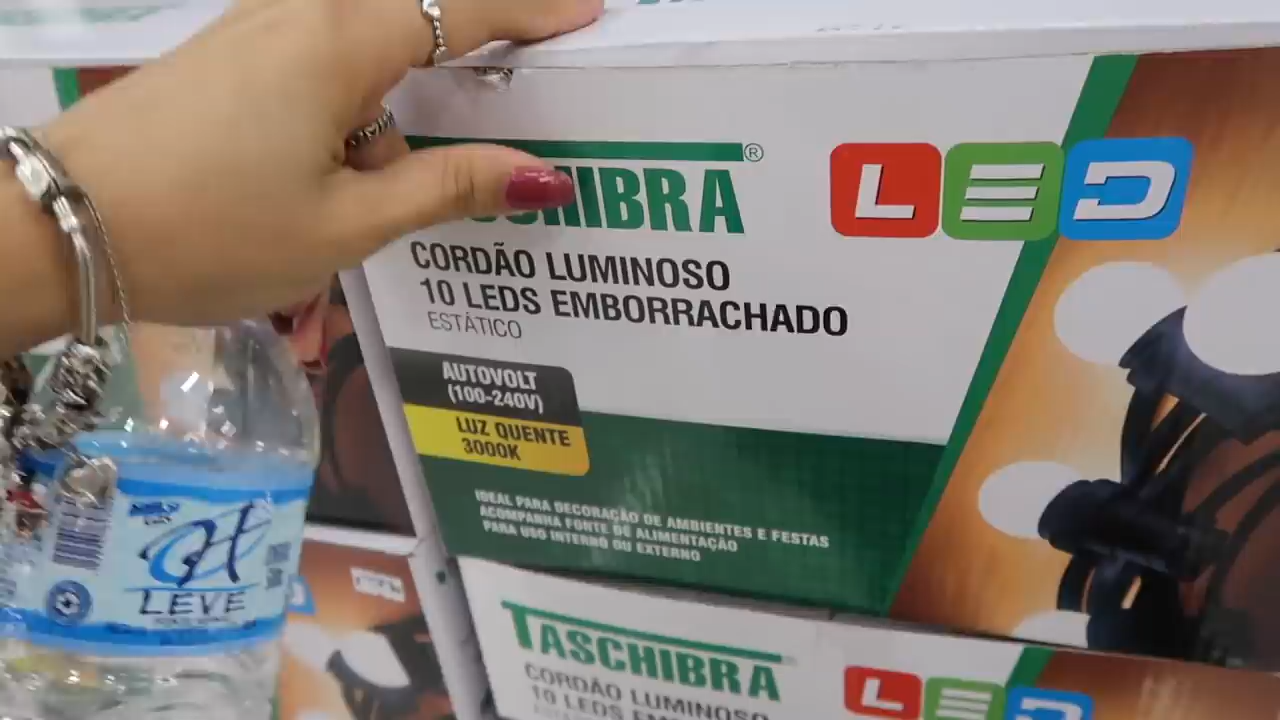 TASCHIBRA®
LED
CORDÃO LUMINOSO
10 LEDS EMBORRACHADO
ESTÁTICO
AUTOVOLT
(100-240V)
LUZ QUENTE
3000K
IDEAL PARA DECORAÇÃO DE AMBIENTES E FESTAS
ACOMPANHA FONTE DE ALIMENTAÇÃO
PARA USO INTERNO OU EXTERNO
LEVE
TASCHIBRA
LED
CORDÃO LUMINOSO
10 LEDS